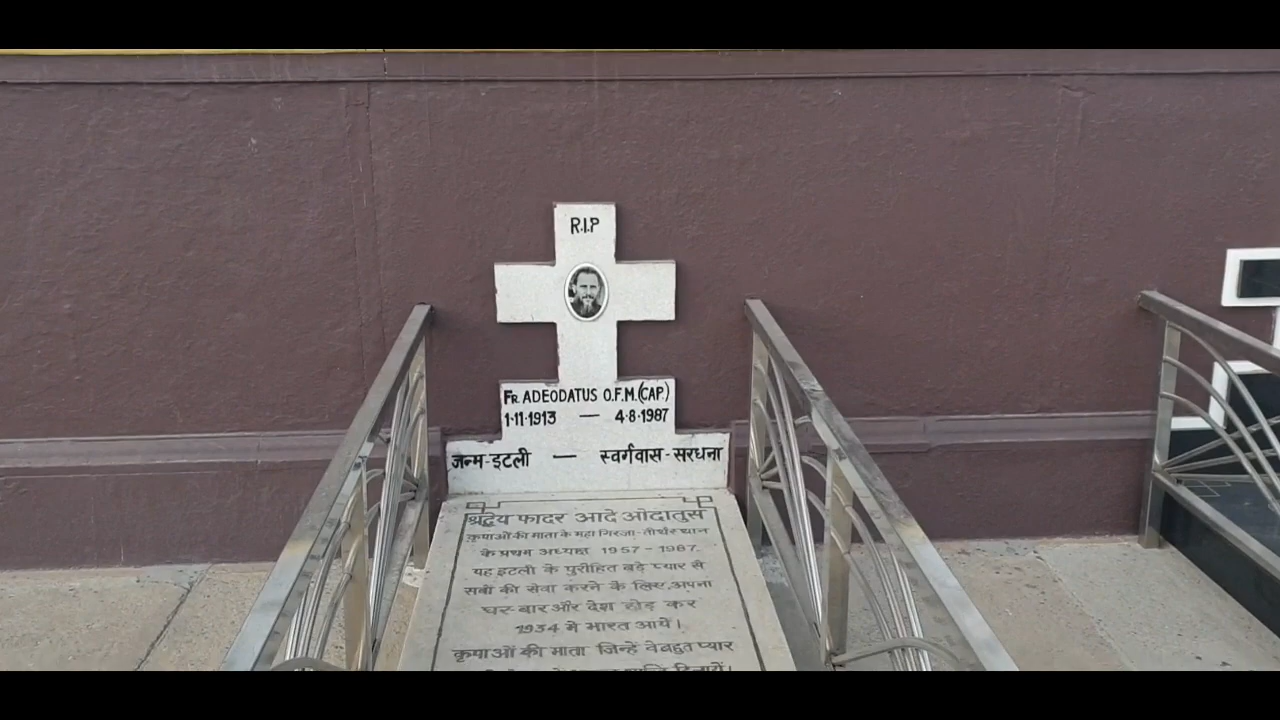 R.I.P
FR. ADEODATUS O.F.M.(CAP.)
1·11·1913 — 4·8·1987
जन्म-इटली — स्वर्गवास-सरधना
श्रद्धेय फादर आदे ओदातुस
कृपाओं की माता के महा गिरजा-तीर्थस्थान
के प्रथम अध्यक्ष 1957-1987.
यह इटली के पुरोहित बड़े प्यार से
सबों की सेवा करने के लिए अपना
घर-बार और देश छोड़ कर
1934 मे भारत आये।
कृपाओं की माता जिन्हें वे बहुत प्यार